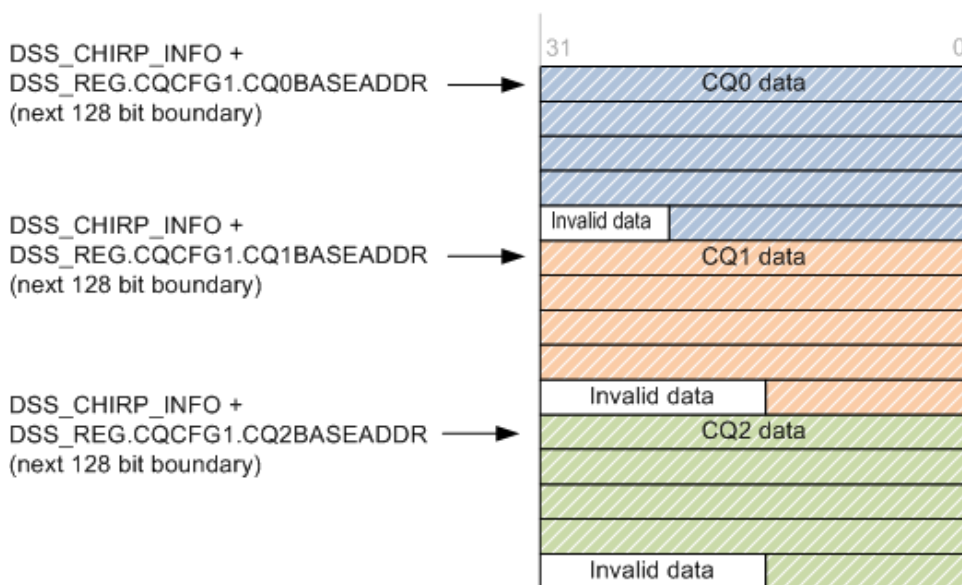 31 0
DSS_CHIRP_INFO +
DSS_REG.CQCFG1.CQ0BASEADDR
(next 128 bit boundary)
CQ0 data
Invalid data
DSS_CHIRP_INFO +
DSS_REG.CQCFG1.CQ1BASEADDR
(next 128 bit boundary)
CQ1 data
Invalid data
DSS_CHIRP_INFO +
DSS_REG.CQCFG1.CQ2BASEADDR
(next 128 bit boundary)
CQ2 data
Invalid data